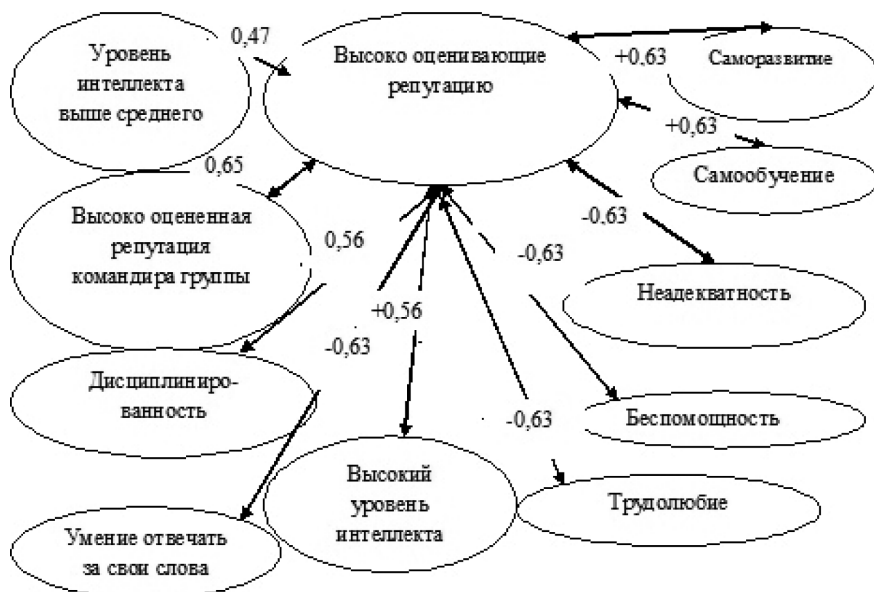 Уровень
интеллекта
выше среднего
0,47
Высоко оценивающие
репутацию
+0,63
Саморазвитие
+0,63
Самообучение
0,65
Высоко оцененная
репутация
командира группы
0,56
-0,63
-0,63
Неадекватность
+0,56
-0,63
Дисциплиниро-
ванность
-0,63
Беспомощность
Высокий
уровень
интеллекта
Трудолюбие
Умение отвечать
за свои слова